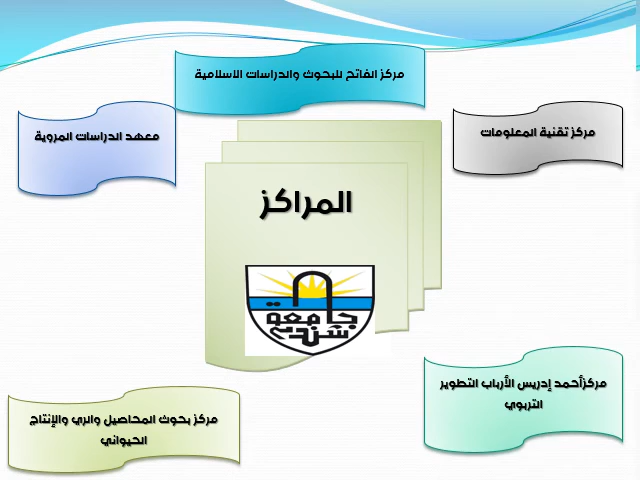 مركز الفاتح للبحوث والدراسات الاسلامية
مركز تقنية المعلومات
معهد الدراسات المروية
المراكز
جامعة
شندي
مركزأحمد إدريس الأرباب التطوير
التربوي
مركز بحوث المحاصيل والري والإنتاج
الحيواني